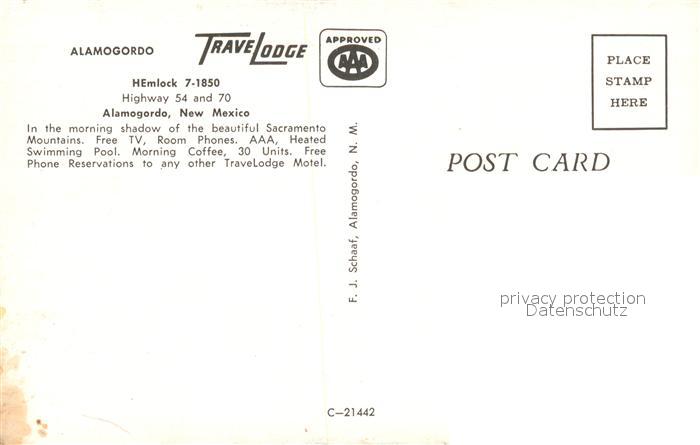 ALAMOGORDO
TRAVELODGE
APPROVED
AAA
HEmlock 7-1850
Highway 54 and 70
Alamogordo, New Mexico
In the morning shadow of the beautiful Sacramento
Mountains. Free TV, Room Phones. AAA, Heated
Swimming Pool. Morning Coffee, 30 Units. Free
Phone Reservations to any other TraveLodge Motel.
F. J. Schaaf, Alamogordo, N. M.
C—21442
PLACE
STAMP
HERE
POST CARD
privacy protection
Datenschutz